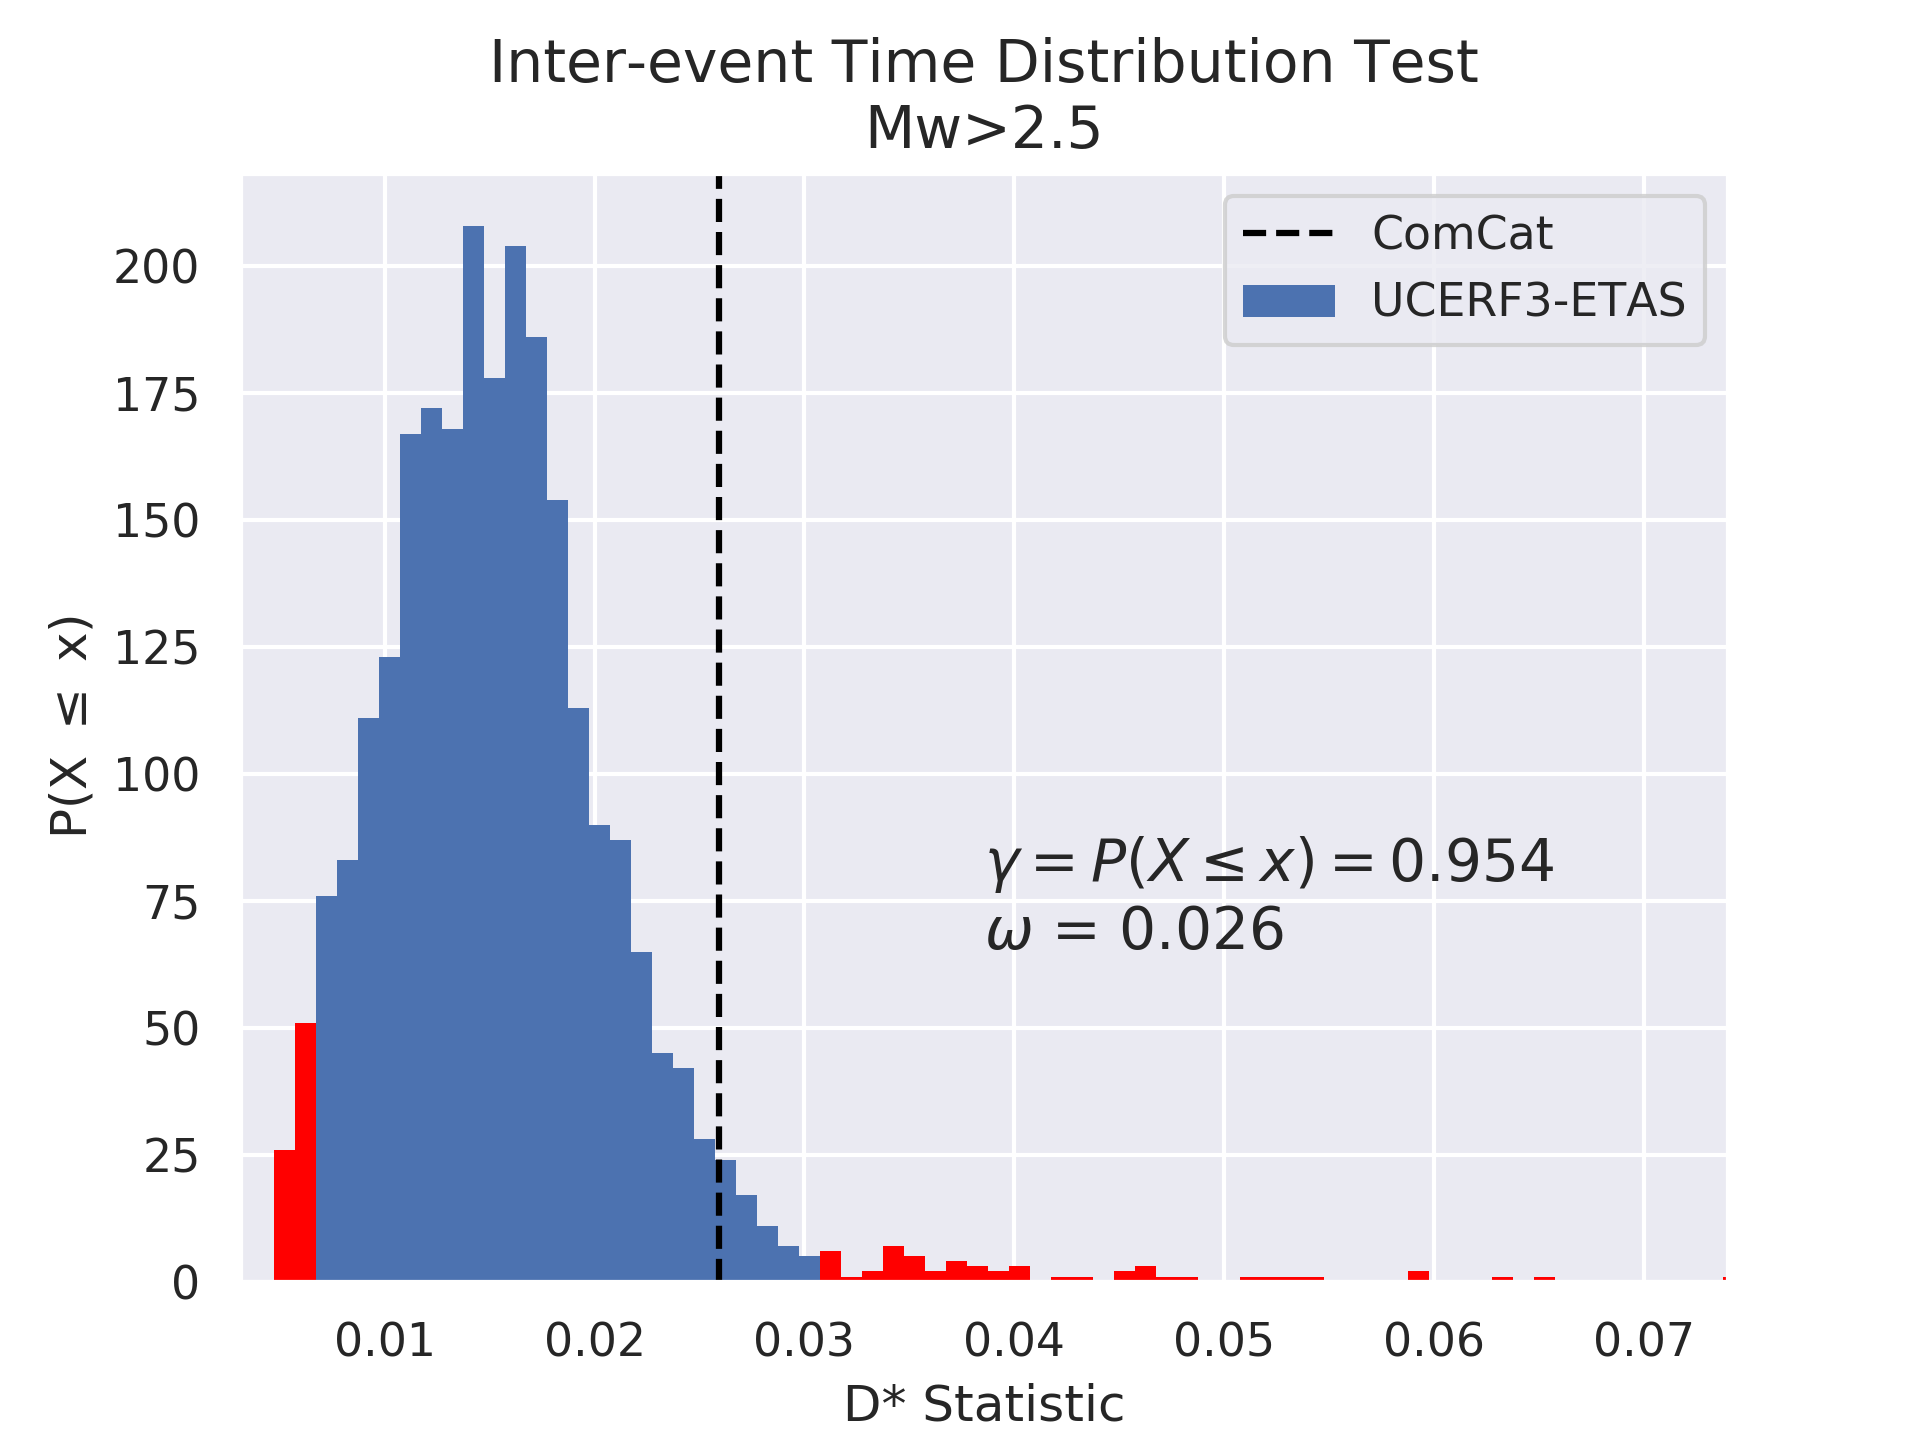 Inter-event Time Distribution Test
Mw>2.5
ComCat
UCERF3-ETAS
200
175
150
125
100
75
50
25
0
P(X ≤ x)
γ = P(X ≤ x) = 0.954
ω = 0.026
0.01 0.02 0.03 0.04 0.05 0.06 0.07
D* Statistic